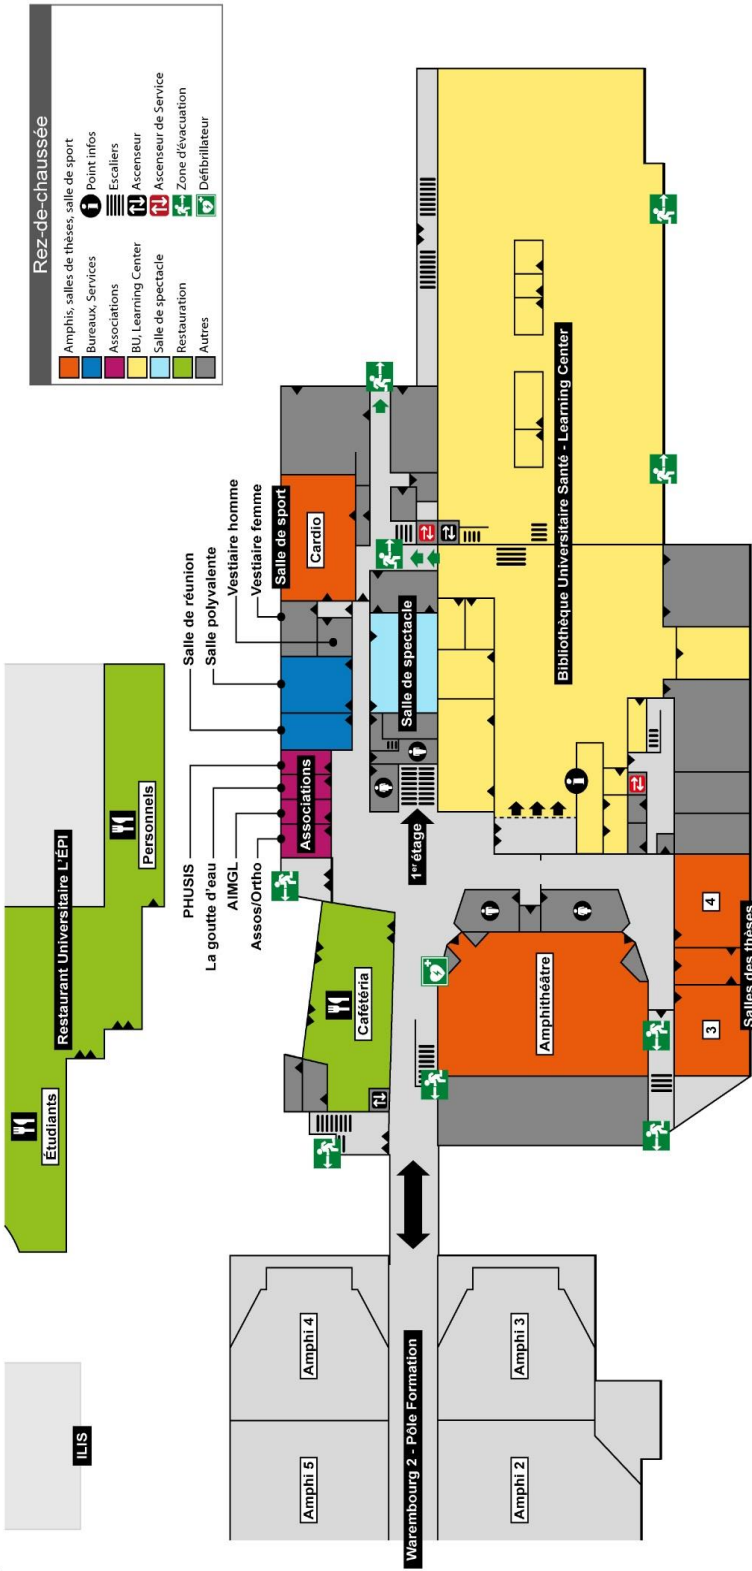 Rez-de-chaussée
Amphis, salles de thèses, salle de sport
Bureaux, Services
Associations
BU, Learning Center
Salle de spectacle
Restauration
Autres
Point infos
Escaliers
Ascenseur
Ascenseur de Service
Zone d'évacuation
Défibrillateur
ILIS
Restaurant Universitaire L'ÉPI
Étudiants
Personnels
PHUSIS
La goutte d'eau
AIMGL
Assos/Ortho
Salle de réunion
Salle polyvalente
Vestiaire homme
Vestiaire femme
Salle de sport
Cardio
Associations
Cafétéria
Salle de spectacle
1er étage
Amphi 5
Amphi 4
Warembourg 2 - Pôle Formation
Amphi 2
Amphi 3
Amphithéâtre
Bibliothèque Universitaire Santé - Learning Center
3
4
Salles des thèses